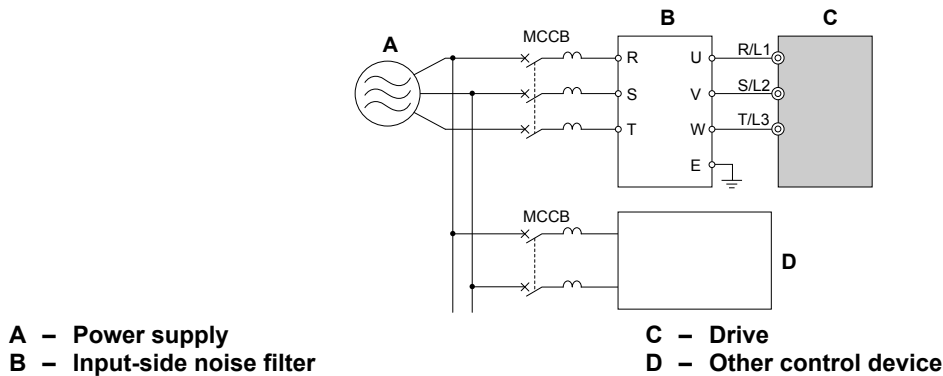 A
MCCB
B
C
R
U
R/L1
S
V
S/L2
T
W
T/L3
E
MCCB
D
A – Power supply
B – Input-side noise filter
C – Drive
D – Other control device